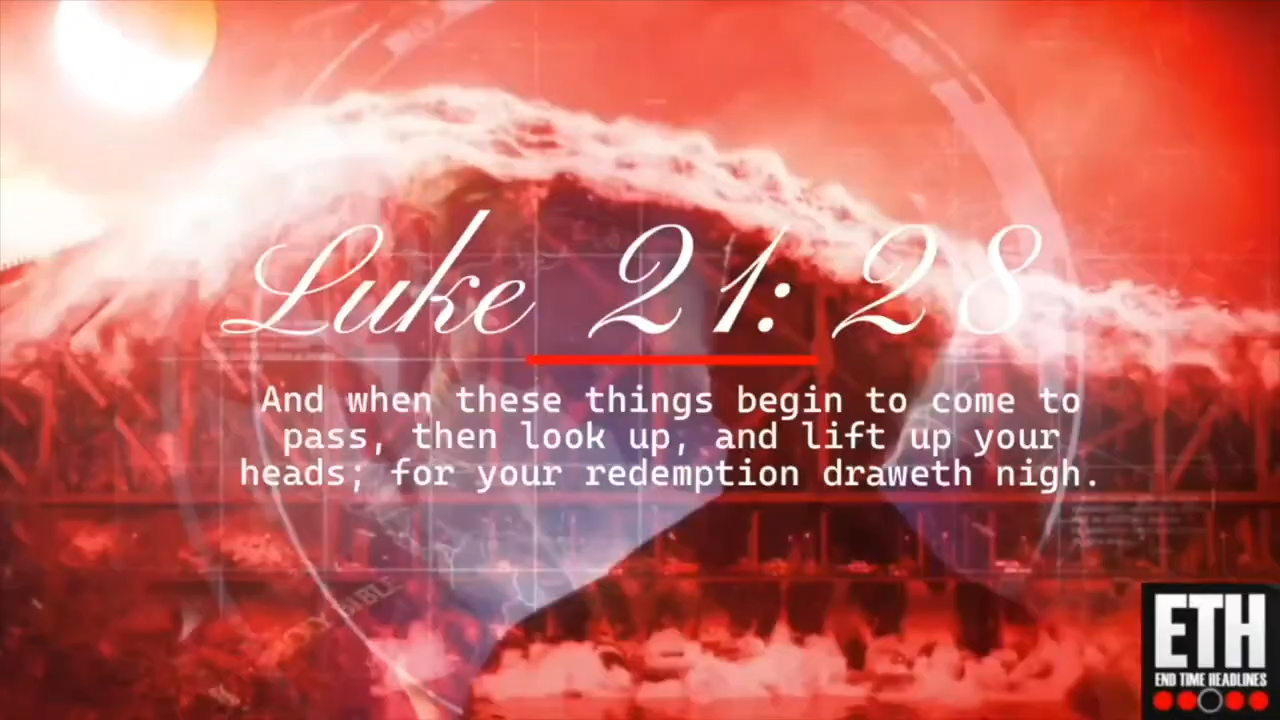 Luke 21: 28
And when these things begin to come to
pass, then look up, and lift up your
heads; for your redemption draweth nigh.
BIBLE
ETH
END TIME HEADLINES